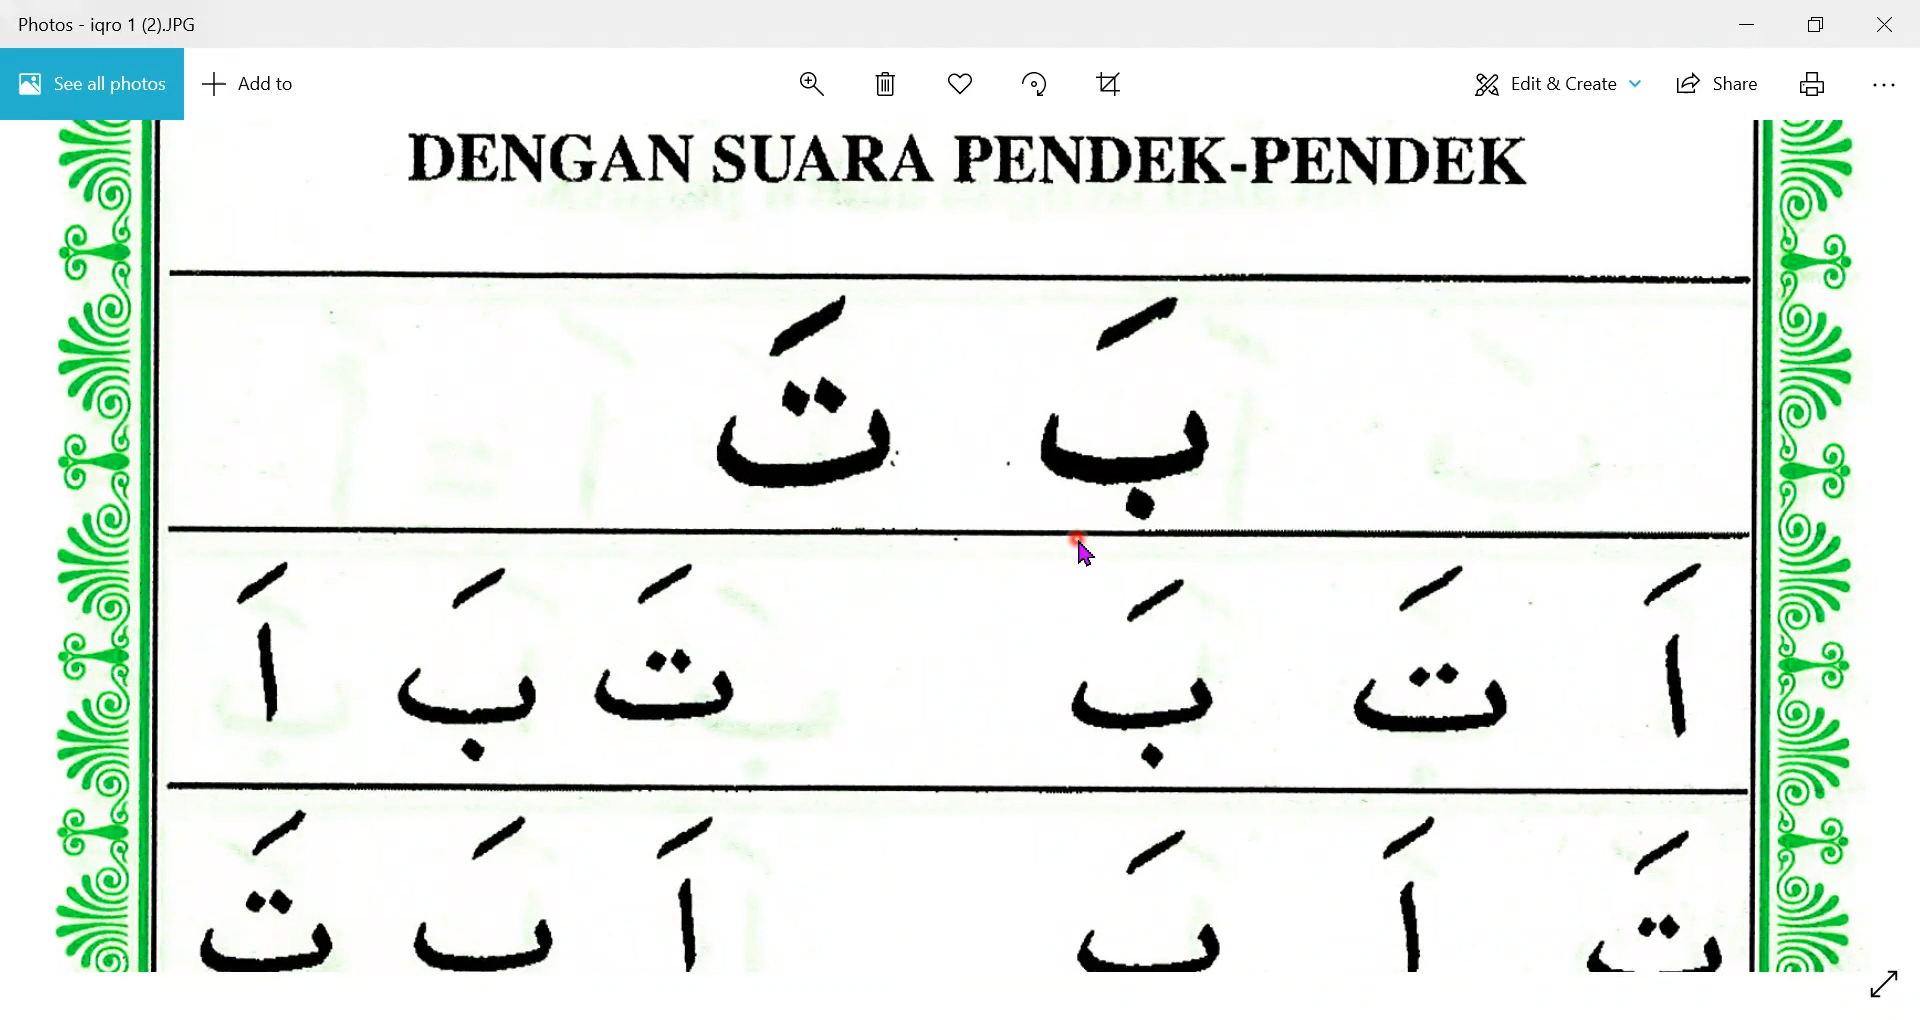 Photos - iqro 1 (2).JPG
See all photos
Add to
Edit & Create
Share
DENGAN SUARA PENDEK-PENDEK
بَ تَ
اَ تَ بَ تَ بَ اَ
تَ اَ بَ اَ بَ تَ